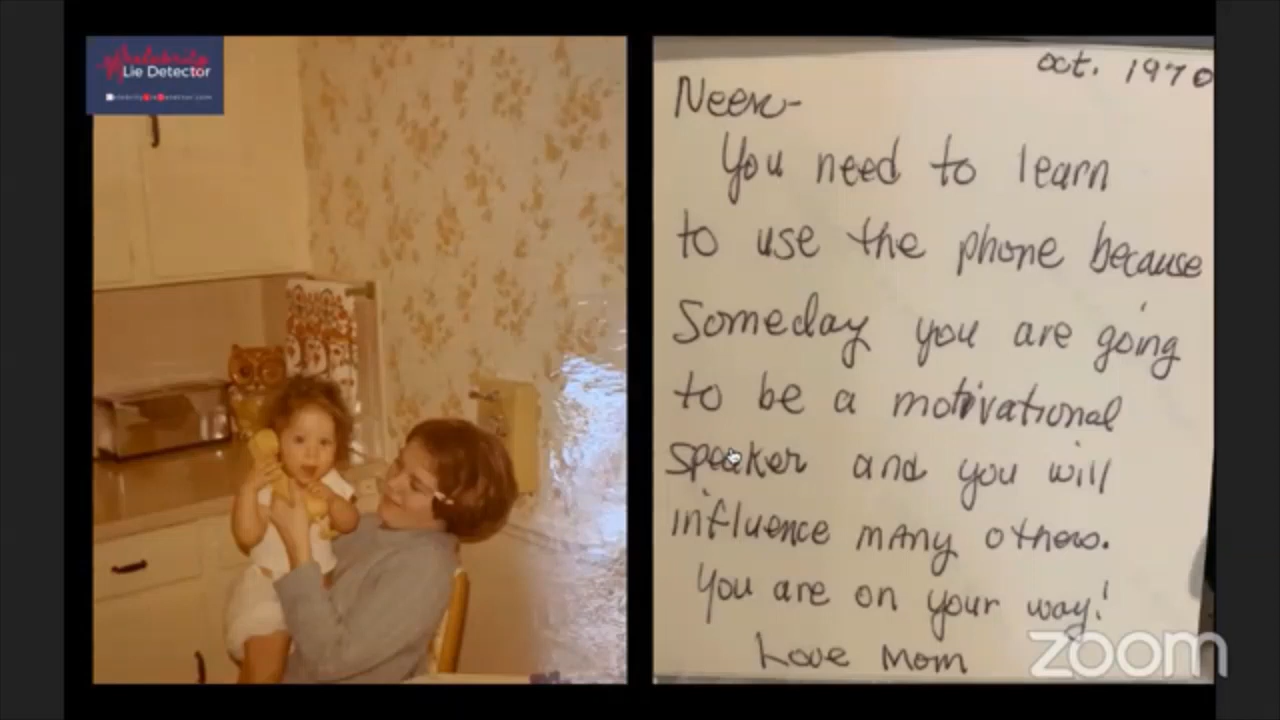 Lie Detector
oct. 1970
Neen-
You need to learn
to use the phone because
Someday you are going
to be a motivational
speaker and you will
influence many others.
You are on your way!
Love Mom
zoom